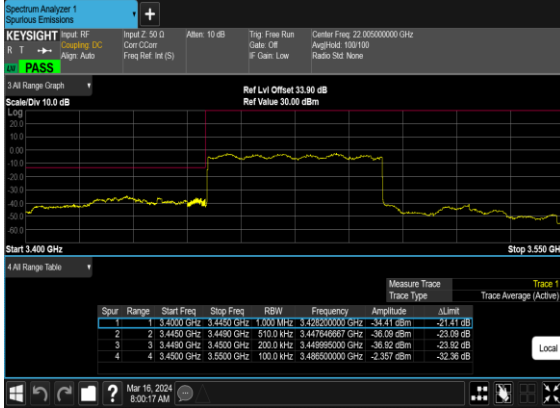 Spectrum Analyzer 1
Spurious Emissions
+
KEYSIGHT Input: RF Input Z: 50 Ω Atten: 10 dB Trig: Free Run Center Freq: 22.005000000 GHz
R T Coupling: DC Corr CCorr Gate: Off Avg|Hold: 100/100
Align: Auto Freq Ref: Int (S) IF Gain: Low Radio Std: None
LXI PASS
3 All Range Graph
Ref Lvl Offset 33.90 dB
Scale/Div 10.0 dB Ref Value 30.00 dBm
Log
20.0
10.0
0.00
-10.0
-20.0
-30.0
-40.0
-50.0
-60.0
Start 3.400 GHz Stop 3.550 GH
4 All Range Table
Measure Trace Trace 1
Trace Type Trace Average (Active)
Spur Range Start Freq Stop Freq RBW Frequency Amplitude ΔLimit
1 1 3.4000 GHz 3.4450 GHz 1.000 MHz 3.428200000 GHz -34.41 dBm -21.41 dB
2 2 3.4450 GHz 3.4490 GHz 510.0 kHz 3.447646667 GHz -36.09 dBm -23.09 dB
3 3 3.4490 GHz 3.4500 GHz 200.0 kHz 3.449995000 GHz -36.92 dBm -23.92 dB
4 4 3.4500 GHz 3.5500 GHz 100.0 kHz 3.486500000 GHz -2.357 dBm -32.36 dB
Local
? Mar 16, 2024
8:00:17 AM